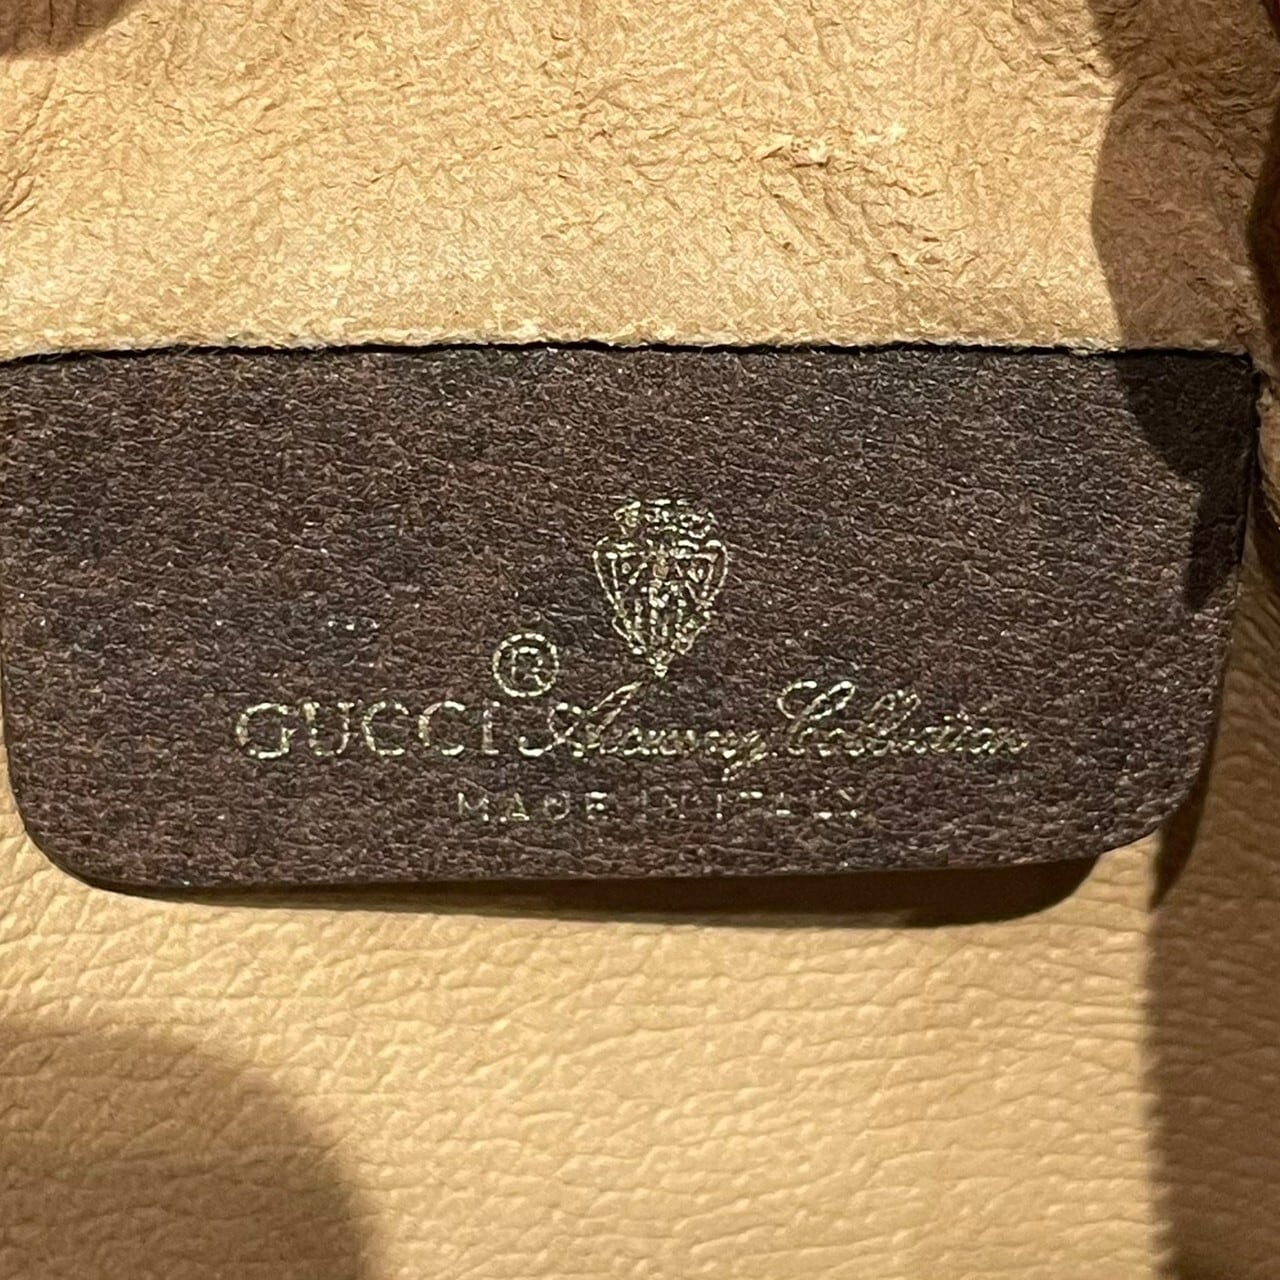 ®
GUCCI Accessory Collection
MADE IN ITALY